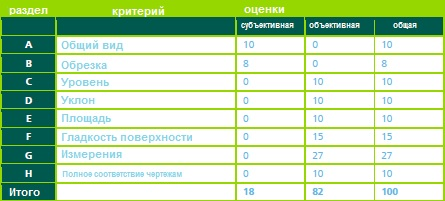 раздел критерий оценки
субъективная объективная общая
A Общий вид 10 0 10
B Обрезка 8 0 8
C Уровень 0 10 10
D Уклон 0 10 10
E Площадь 0 10 10
F Гладкость поверхности 0 15 15
G Измерения 0 27 27
H Полное соответствие чертежам 0 10 10
Итого 18 82 100